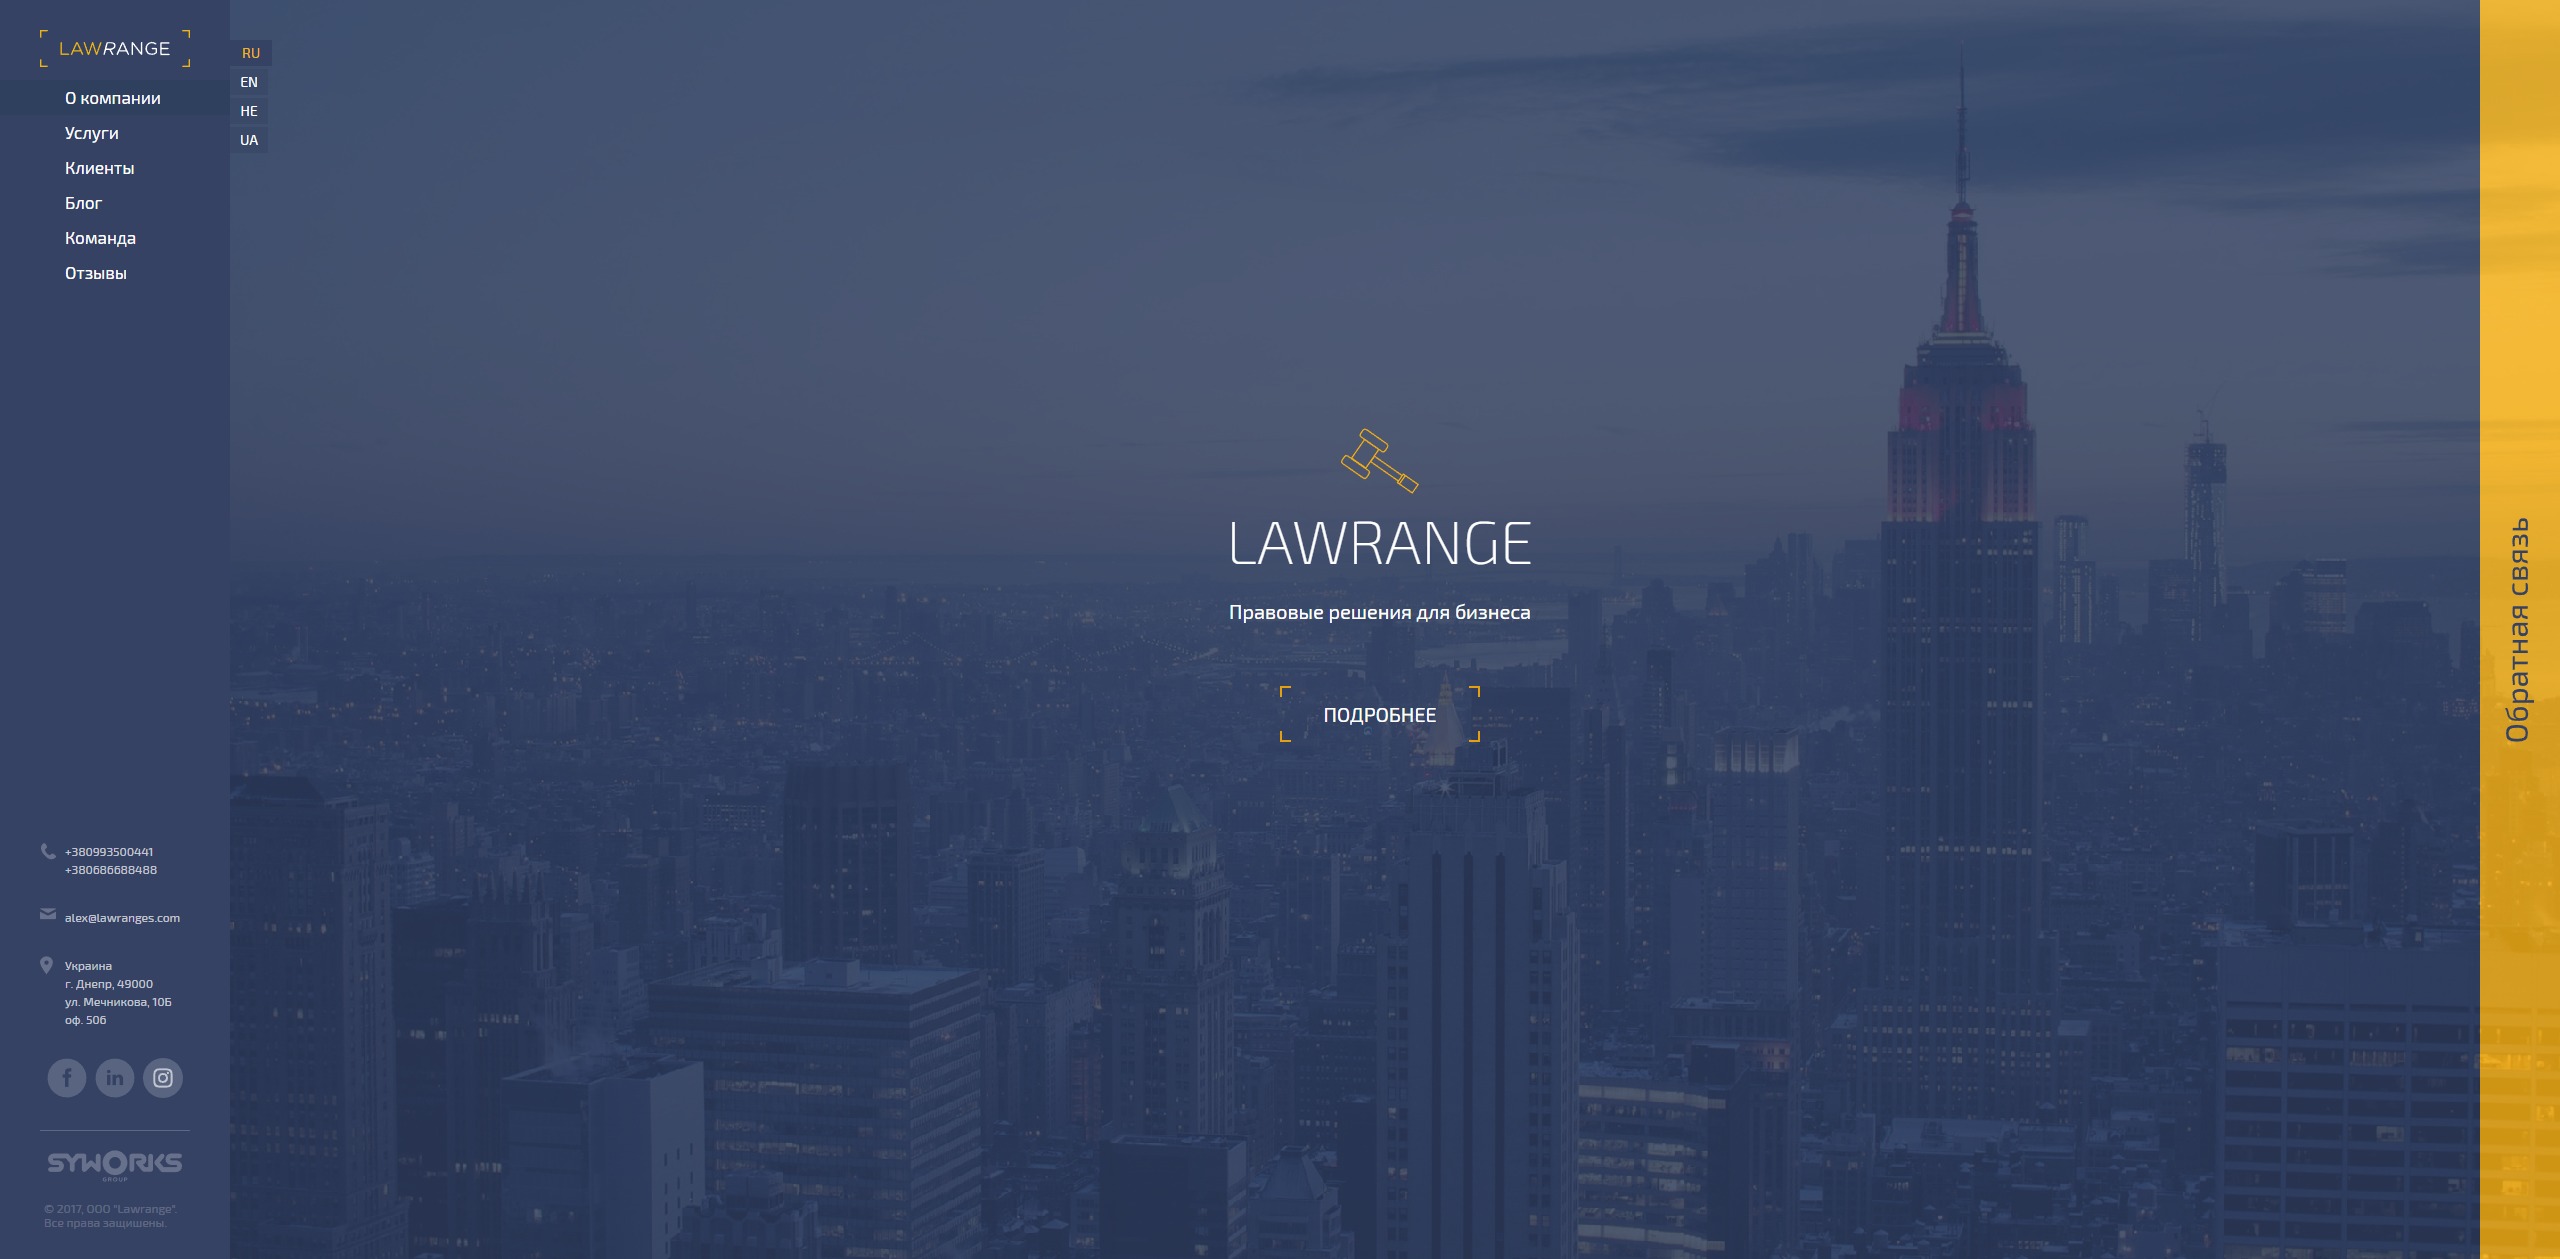 LAWRANGE
О компании
Услуги
Клиенты
Блог
Команда
Отзывы
RU
EN
HE
UA
LAWRANGE
Правовые решения для бизнеса
ПОДРОБНЕЕ
Обратная связь
+380993500441
+380686688488
alex@lawranges.com
Украина
г. Днепр, 49000
ул. Мечникова, 10Б
оф. 506
f
in
SYWORKS
GROUP
© 2017, ООО "Lawrange".
Все права защищены.